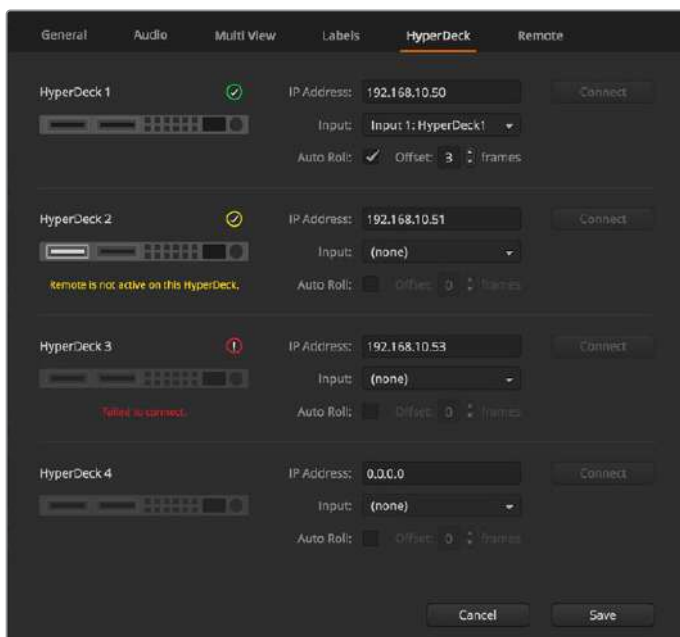 General Audio Multi View Labels HyperDeck Remote
HyperDeck 1 IP Address: 192.168.10.50 Connect
Input: Input 1: HyperDeck1
Auto Roll: Offset: 3 frames
HyperDeck 2 IP Address: 192.168.10.51 Connect
Input: (none)
Remote is not active on this HyperDeck. Auto Roll: Offset: 0 frames
HyperDeck 3 IP Address: 192.168.10.53 Connect
Input: (none)
Failed to connect. Auto Roll: Offset: 0 frames
HyperDeck 4 IP Address: 0.0.0.0 Connect
Input: (none)
Auto Roll: Offset: 0 frames
Cancel Save